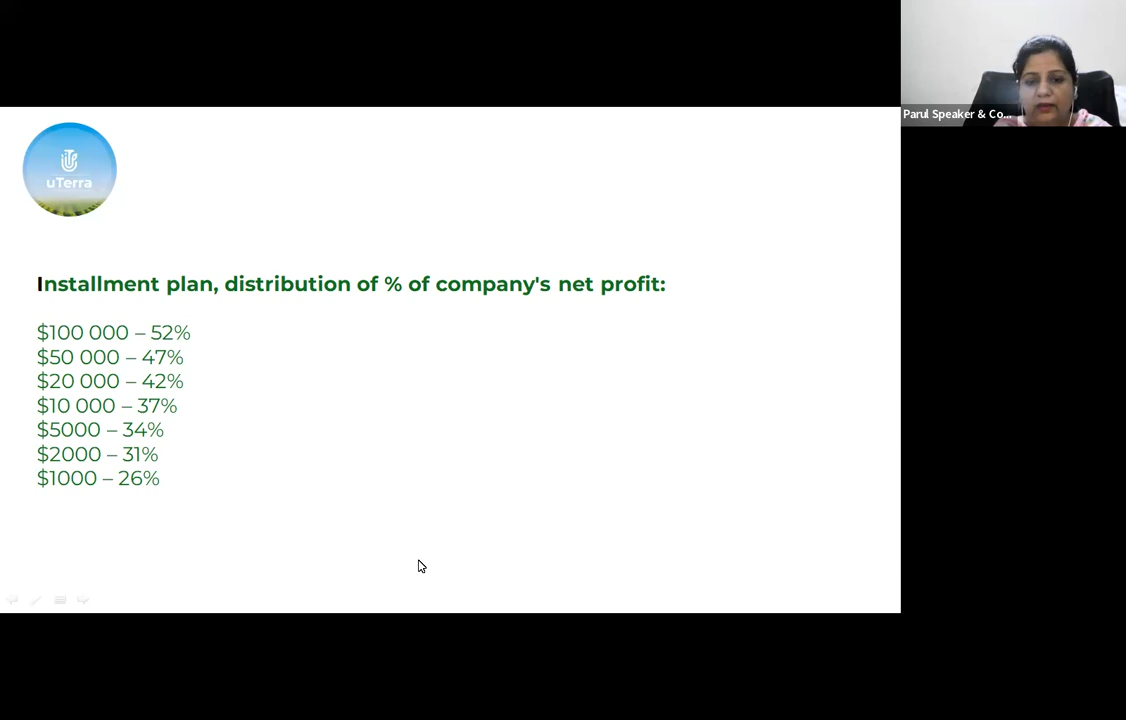 Parul Speaker & Co...
uTerra
Installment plan, distribution of % of company's net profit:
$100 000 – 52%
$50 000 – 47%
$20 000 – 42%
$10 000 – 37%
$5000 – 34%
$2000 – 31%
$1000 – 26%